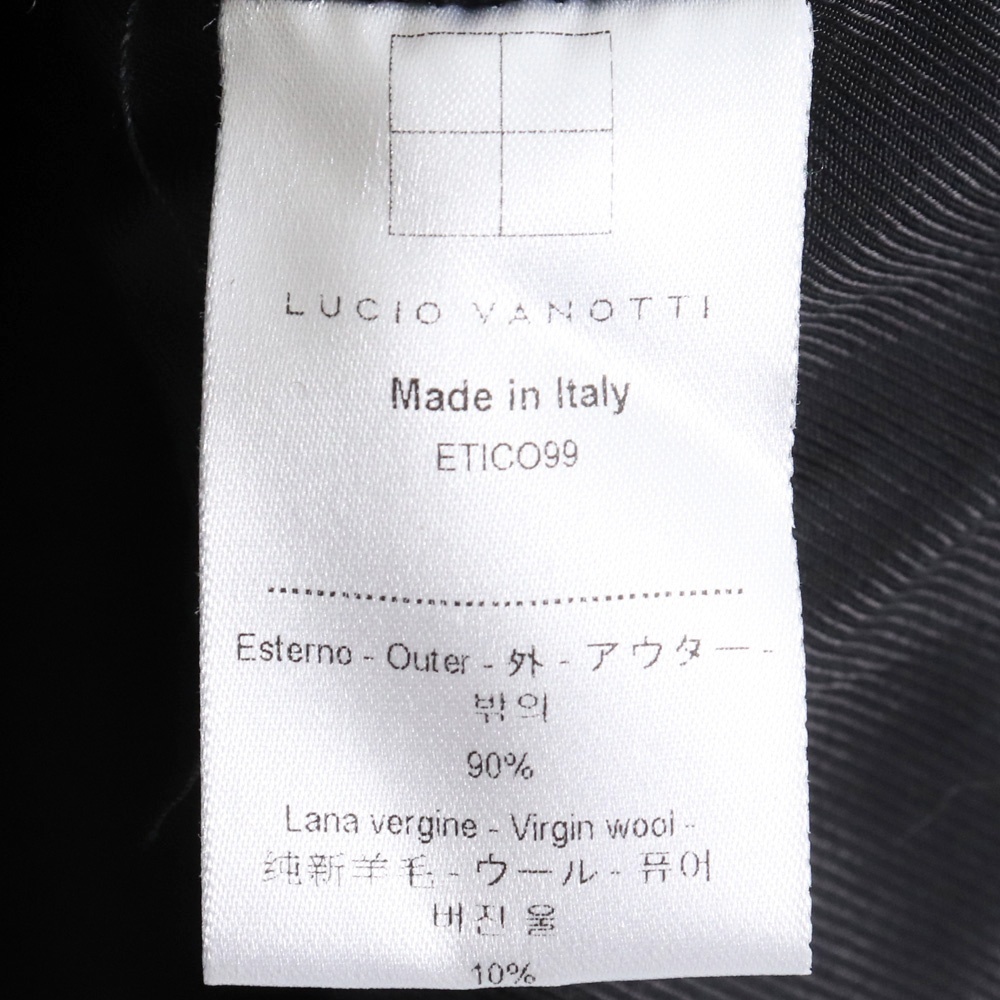 LUCIO VANOTTI
Made in Italy
ETICO99
Esterno - Outer - 外 - アウター -
밖의
90%
Lana vergine - Virgin wool -
纯新羊毛 - ウール - 퓨어
버진 울
10%